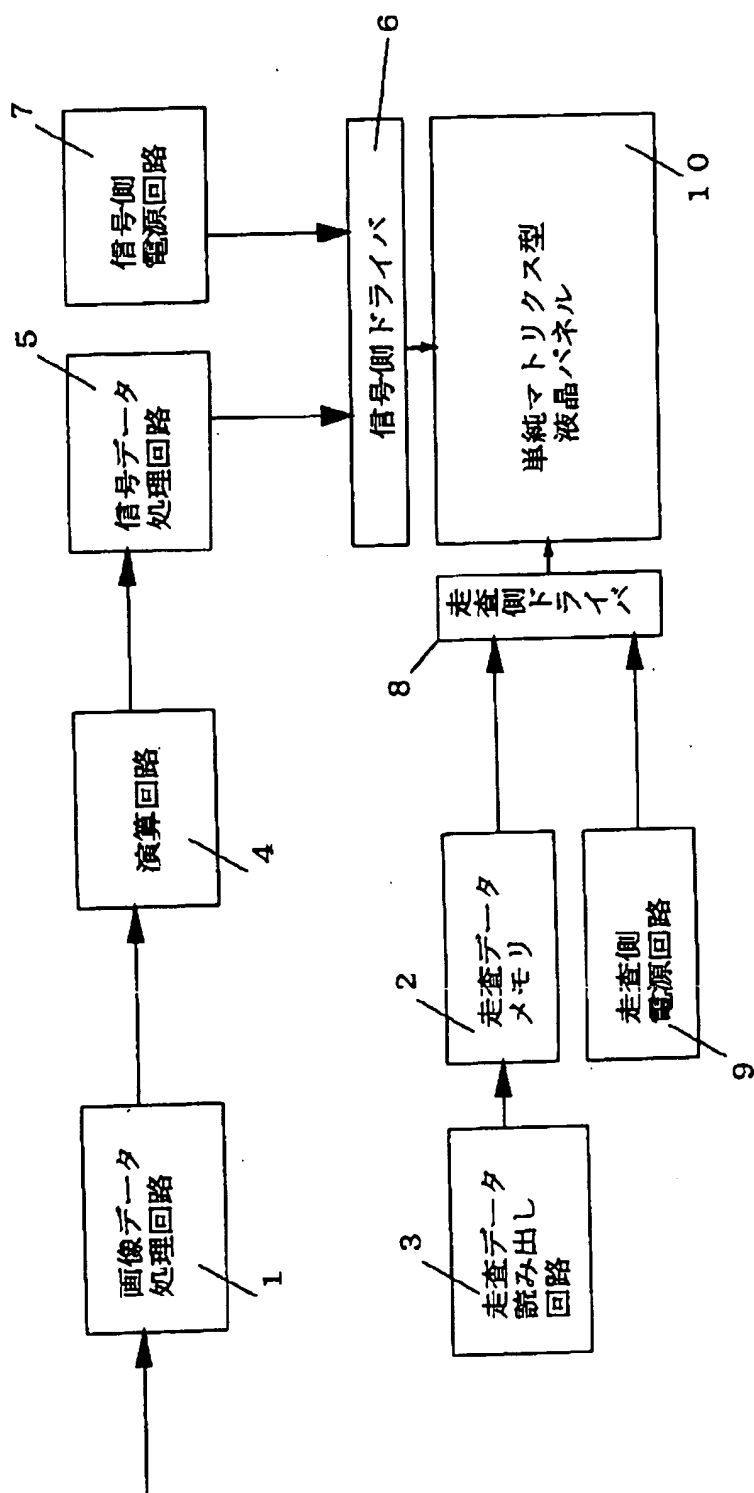 画像データ
処理回路
1
演算回路
4
信号データ
処理回路
5
信号側
電源回路
7
信号側ドライバ
6
走査データ
読み出し
回路
3
走査データ
メモリ
2
走査側
電源回路
9
走査側ドライバ
8
単純マトリクス型
液晶パネル
10